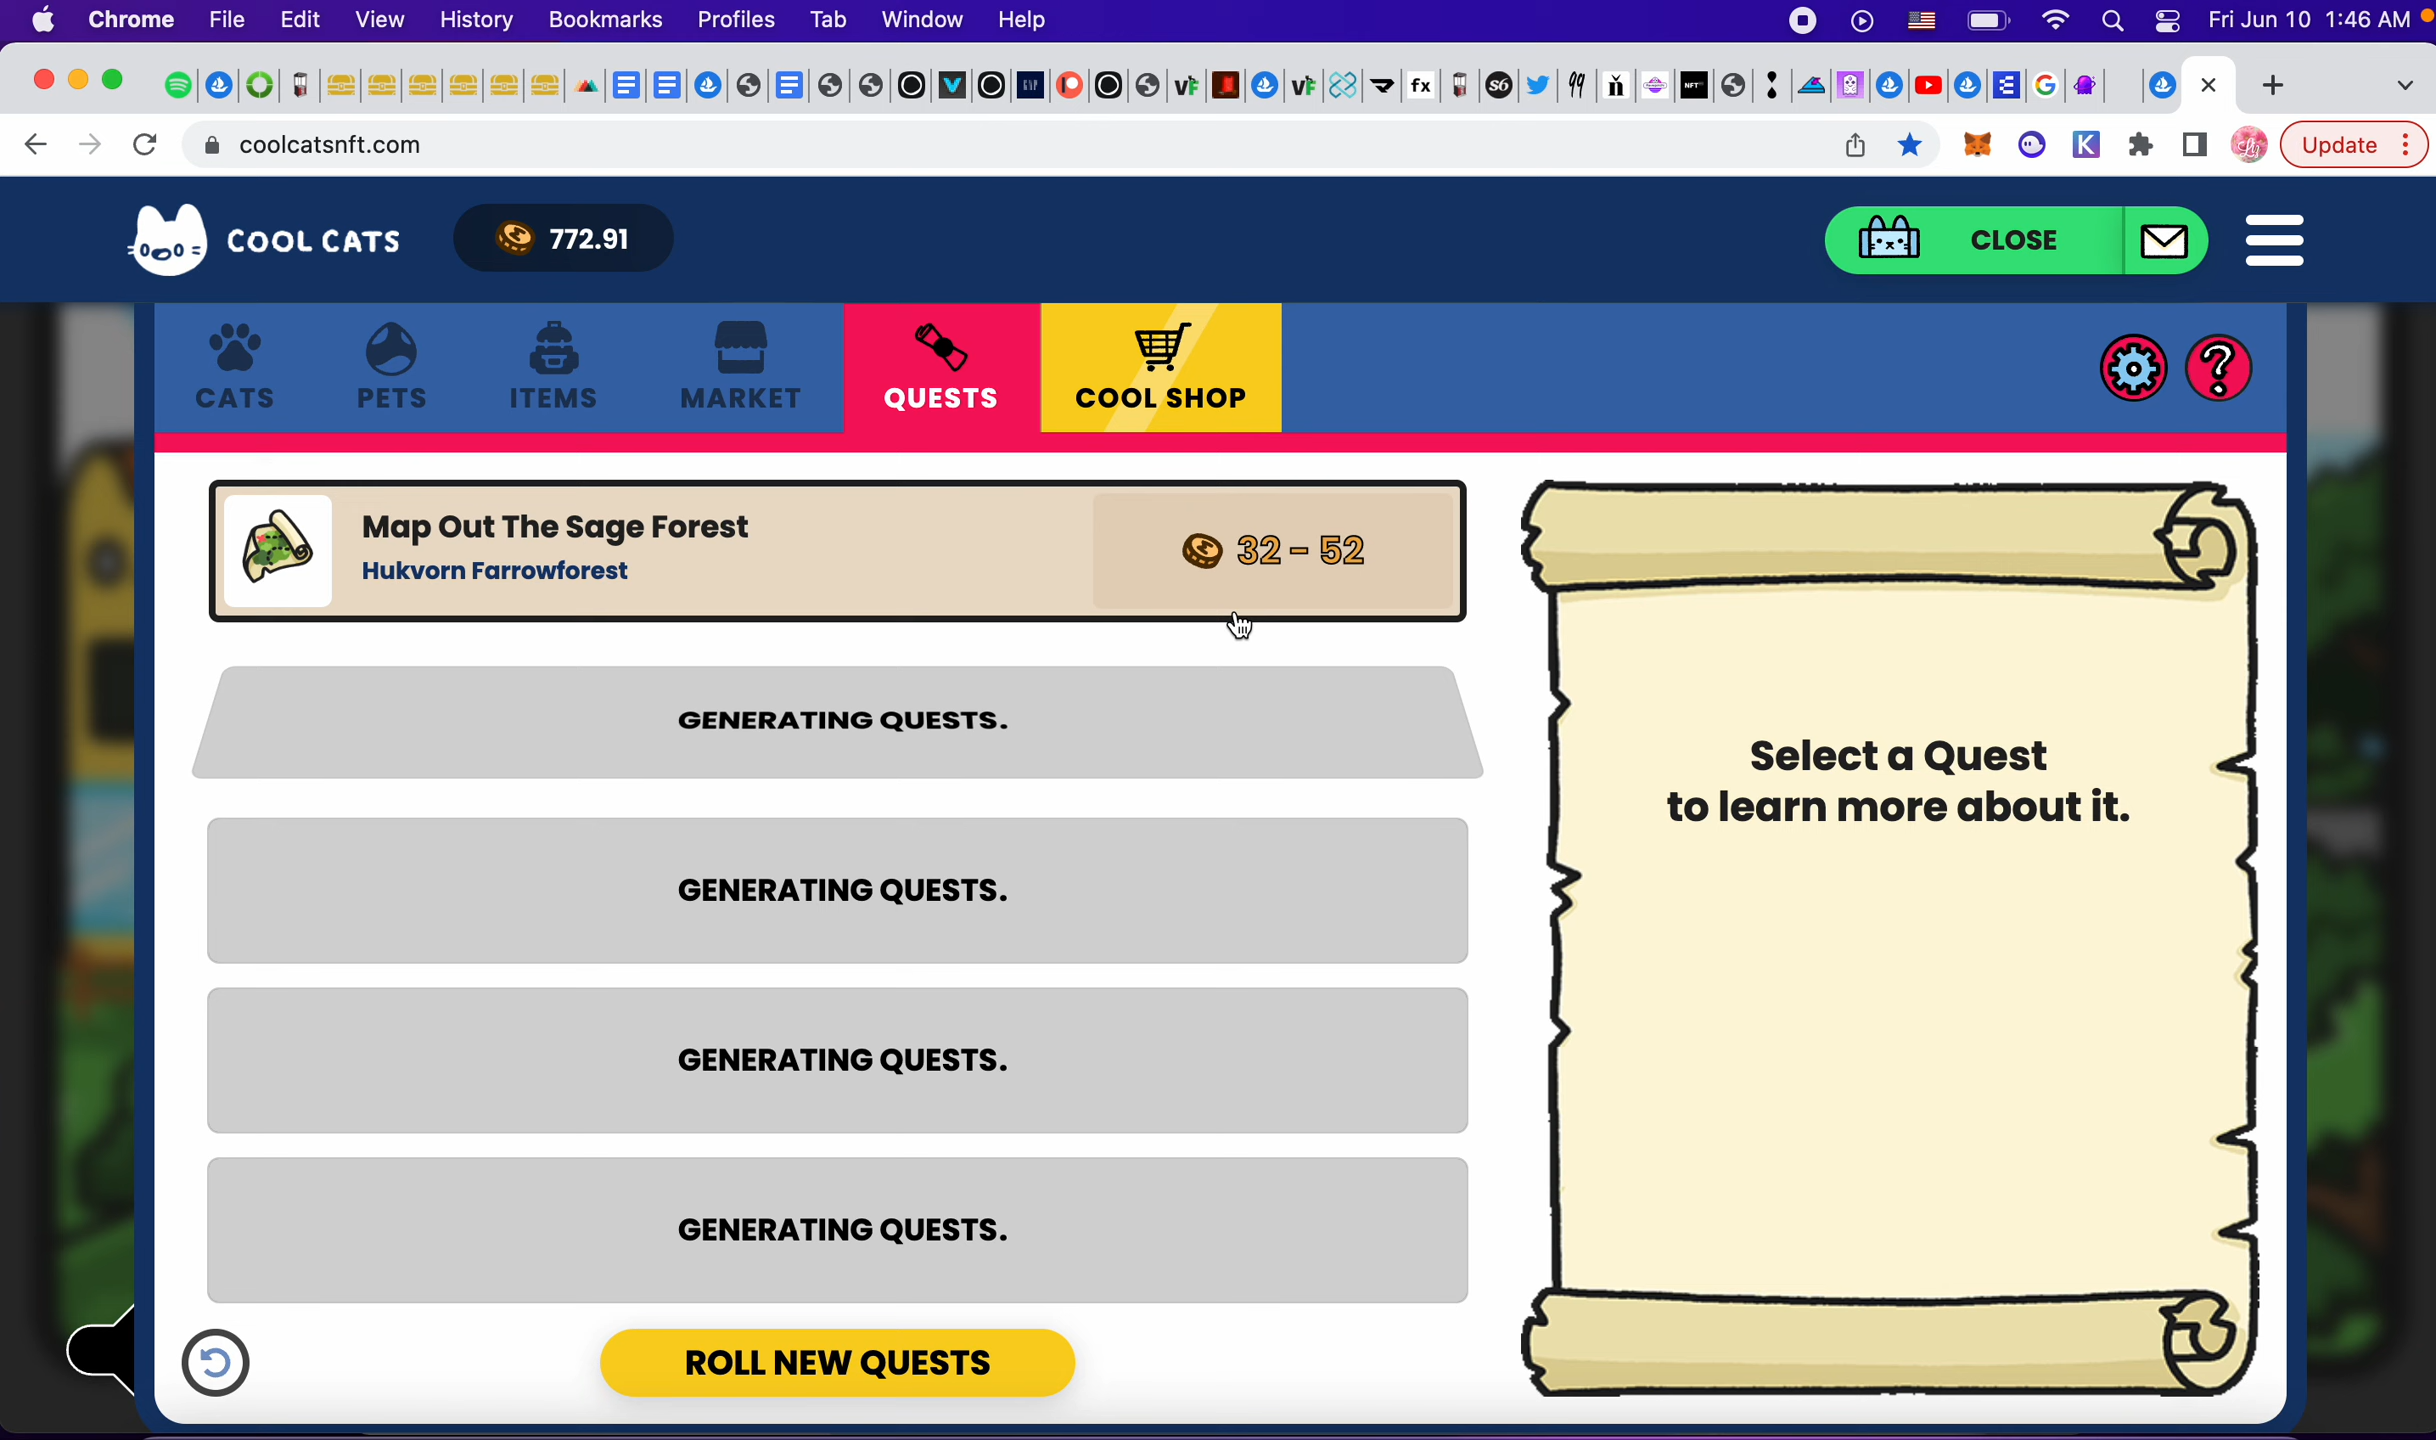 Chrome File Edit View History Bookmarks Profiles Tab Window Help Fri Jun 10 1:46 AM
coolcatsnft.com Update
COOL CATS 772.91 CLOSE
CATS PETS ITEMS MARKET QUESTS COOL SHOP
Map Out The Sage Forest
Hukvorn Farrowforest
32 - 52
GENERATING QUESTS.
GENERATING QUESTS.
GENERATING QUESTS.
GENERATING QUESTS.
Select a Quest
to learn more about it.
ROLL NEW QUESTS